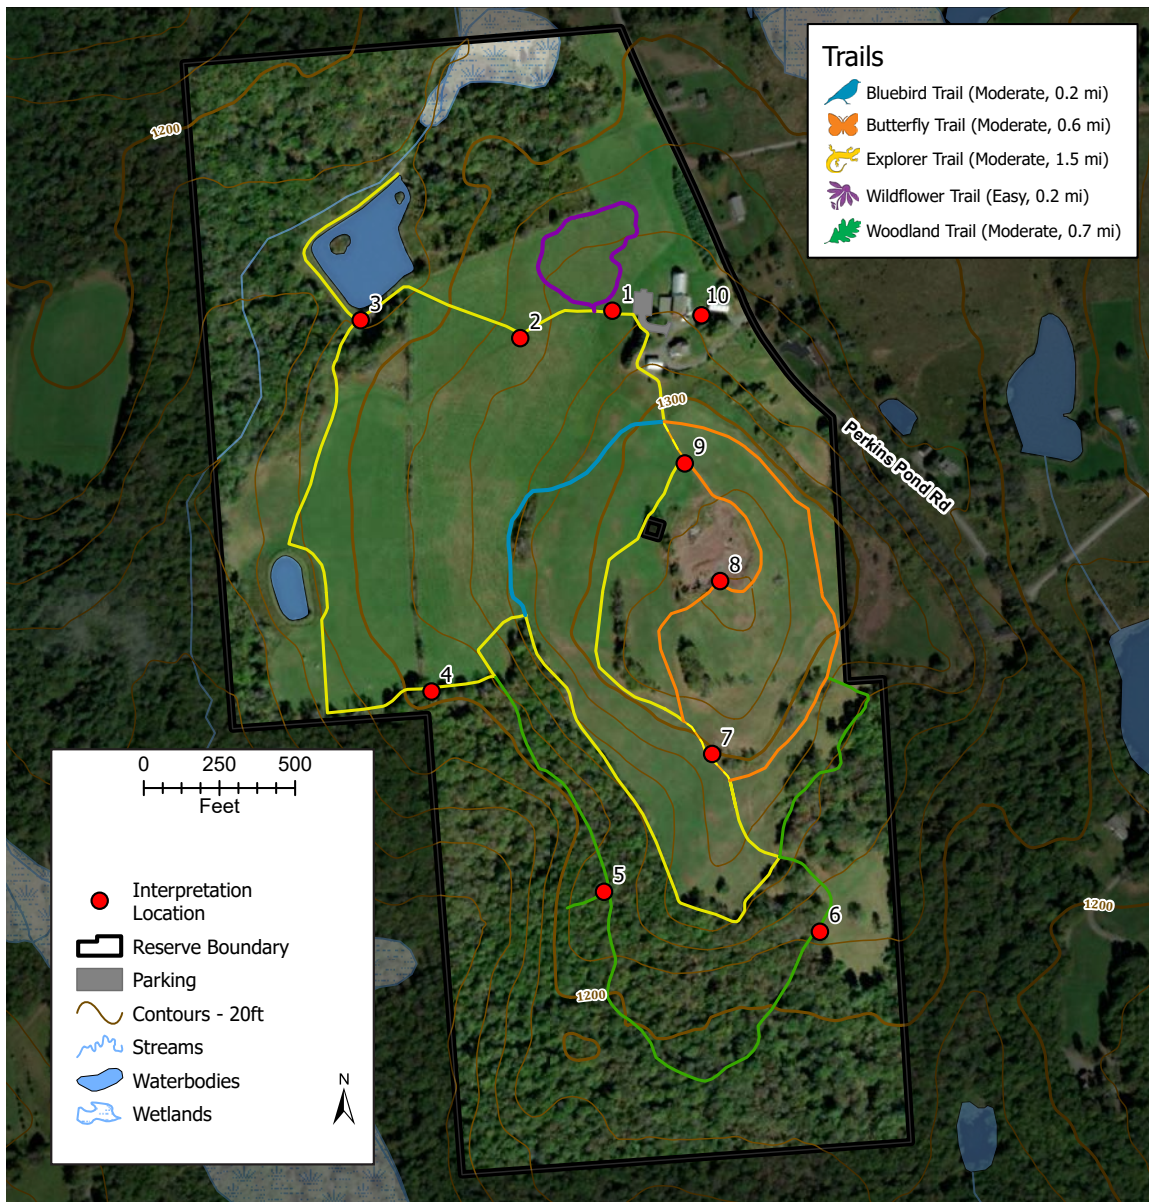 Trails
Bluebird Trail (Moderate, 0.2 mi)
Butterfly Trail (Moderate, 0.6 mi)
Explorer Trail (Moderate, 1.5 mi)
Wildflower Trail (Easy, 0.2 mi)
Woodland Trail (Moderate, 0.7 mi)
1200
3
2
1
10
1300
Perkins Pond Rd
9
8
4
7
5
6
1200
1200
0 250 500
Feet
Interpretation
Location
Reserve Boundary
Parking
Contours - 20ft
Streams
Waterbodies
Wetlands
N